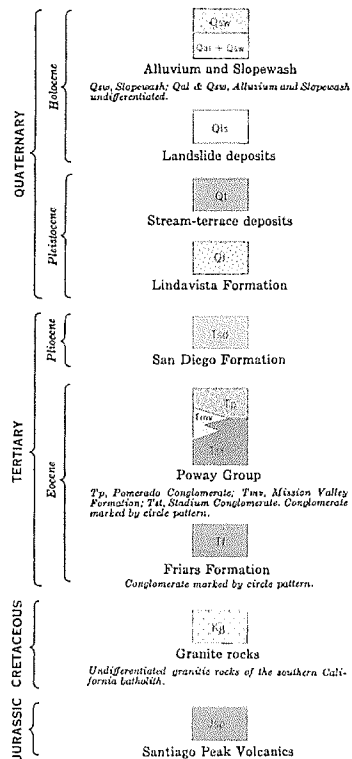 QUATERNARY
Holocene
Qsw
Qal + Qsw
Alluvium and Slopewash
Qsw, Slopewash; Qal & Qsw, Alluvium and Slopewash
undifferentiated.
Qls
Landslide deposits
Pleistocene
Qt
Stream-terrace deposits
Ql
Lindavista Formation
TERTIARY
Pliocene
Tsd
San Diego Formation
Eocene
Tp
Tmv
Tst
Poway Group
Tp, Pomerado Conglomerate; Tmv, Mission Valley
Formation; Tst, Stadium Conglomerate. Conglomerate
marked by circle pattern.
Tf
Friars Formation
Conglomerate marked by circle pattern.
CRETACEOUS
Kg
Granite rocks
Undifferentiated granitic rocks of the southern Cali-
fornia batholith.
JURASSIC
Jsp
Santiago Peak Volcanics